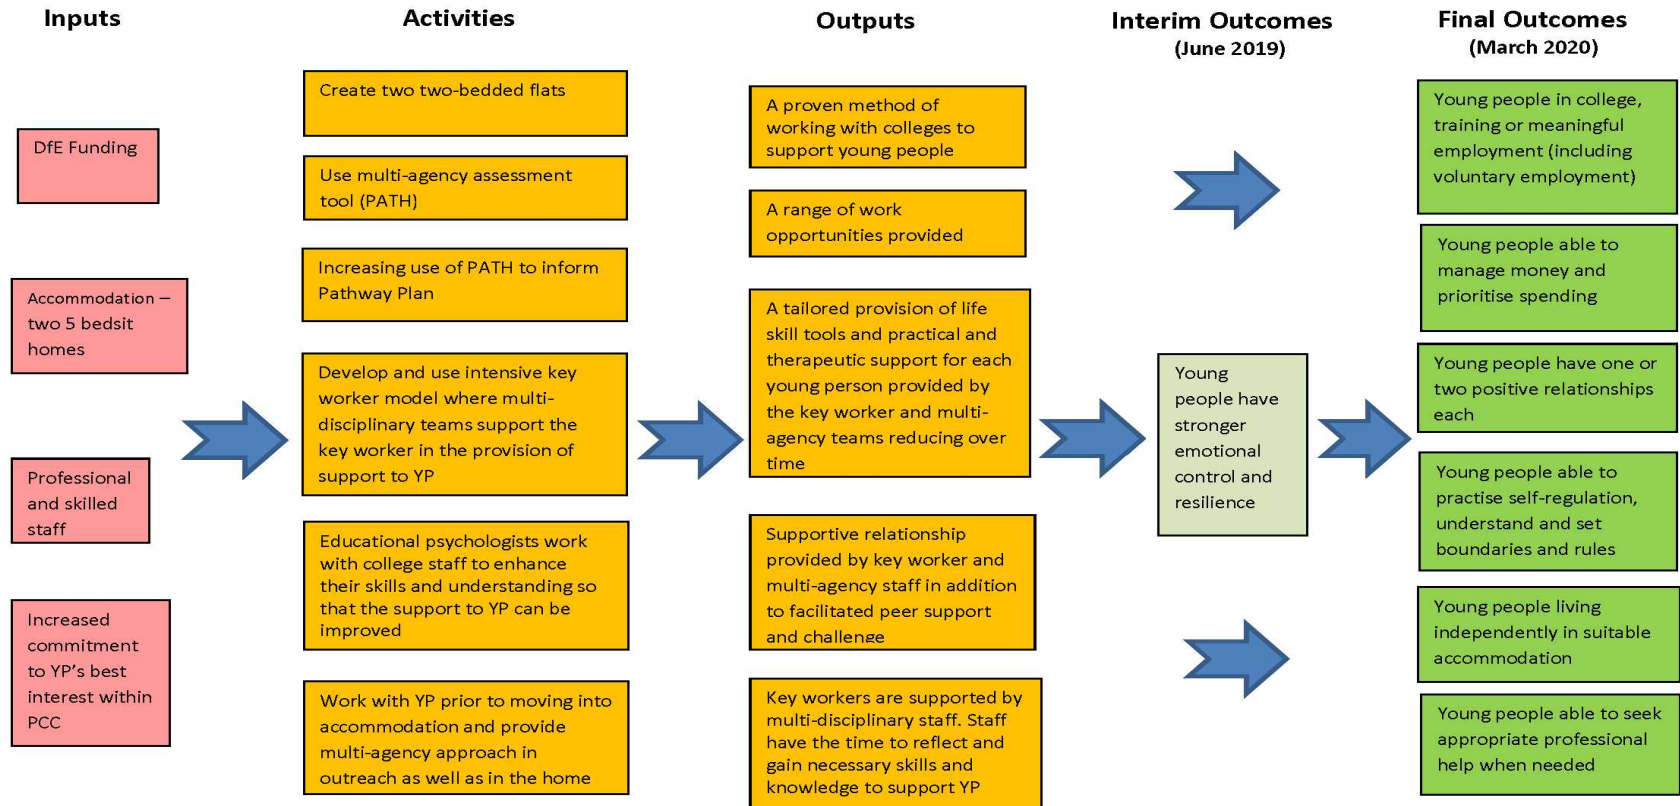 Inputs
DfE Funding
Accommodation –
two 5 bedsit
homes
Professional
and skilled
staff
Increased
commitment
to YP's best
interest within
PCC
Activities
Create two two-bedded flats
Use multi-agency assessment
tool (PATH)
Increasing use of PATH to inform
Pathway Plan
Develop and use intensive key
worker model where multi-
disciplinary teams support the
key worker in the provision of
support to YP
Educational psychologists work
with college staff to enhance
their skills and understanding so
that the support to YP can be
improved
Work with YP prior to moving into
accommodation and provide
multi-agency approach in
outreach as well as in the home
Outputs
A proven method of
working with colleges to
support young people
A range of work
opportunities provided
A tailored provision of life
skill tools and practical and
therapeutic support for each
young person provided by
the key worker and multi-
agency teams reducing over
time
Supportive relationship
provided by key worker and
multi-agency staff in addition
to facilitated peer support
and challenge
Key workers are supported by
multi-disciplinary staff. Staff
have the time to reflect and
gain necessary skills and
knowledge to support YP
Interim Outcomes
(June 2019)
Young
people have
stronger
emotional
control and
resilience
Final Outcomes
(March 2020)
Young people in college,
training or meaningful
employment (including
voluntary employment)
Young people able to
manage money and
prioritise spending
Young people have one or
two positive relationships
each
Young people able to
practise self-regulation,
understand and set
boundaries and rules
Young people living
independently in suitable
accommodation
Young people able to seek
appropriate professional
help when needed